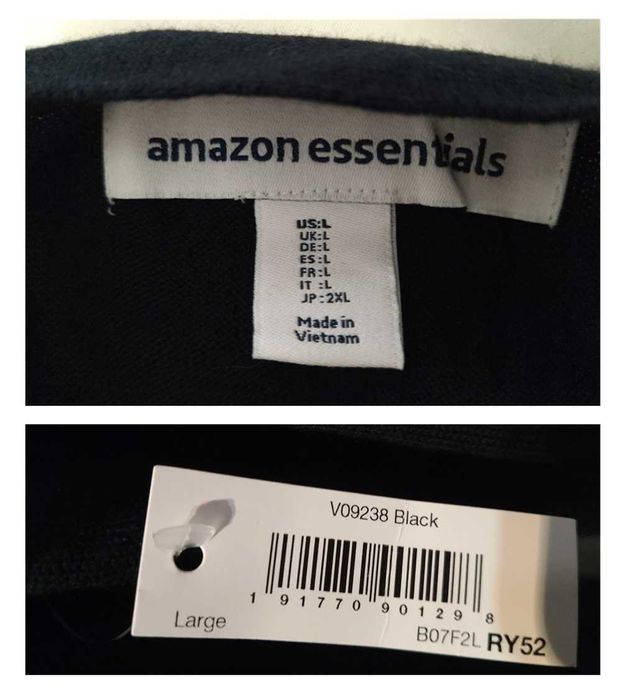 amazon essentials
US:L
UK:L
DE:L
ES:L
FR:L
IT :L
JP:2XL
Made in
Vietnam
V09238 Black
1 91770 90129 8
Large
B07F2L RY52